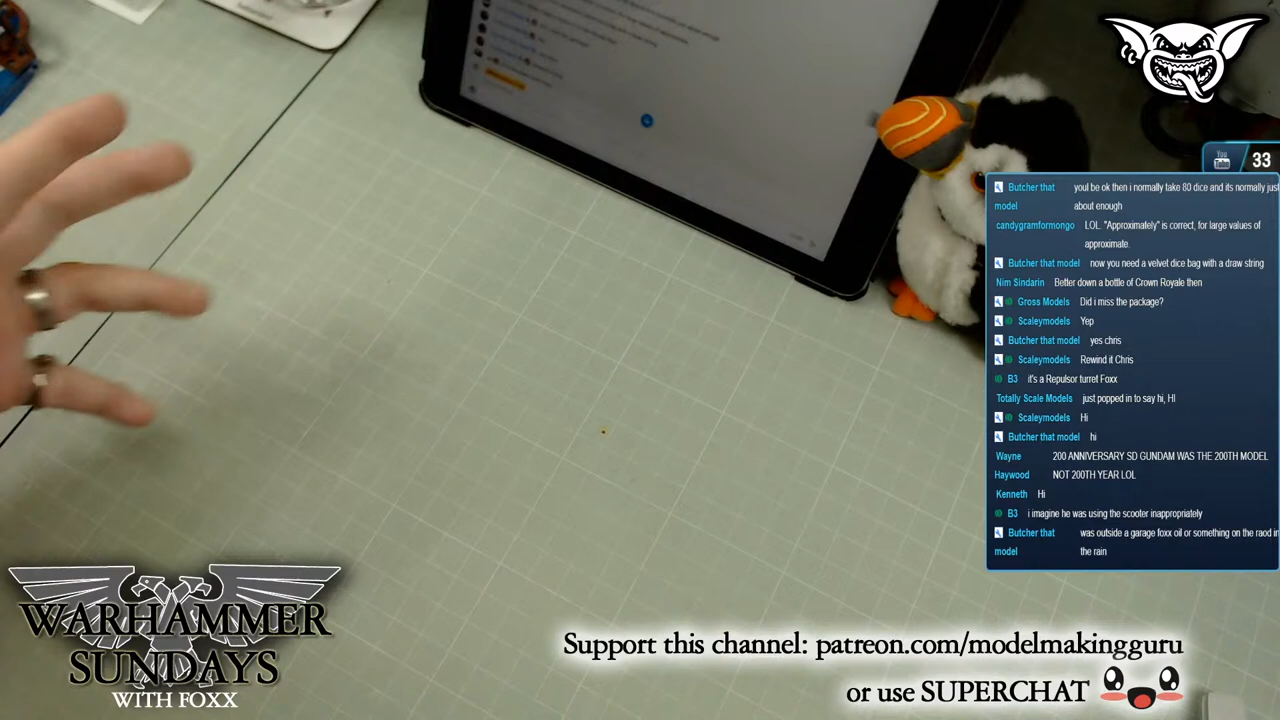 You
Tube
33
Butcher that model youl be ok then i normally take 80 dice and its normally just
about enough
candygramformongo LOL. "Approximately" is correct, for large values of
approximate.
Butcher that model now you need a velvet dice bag with a draw string
Nim Sindarin Better down a bottle of Crown Royale then
Gross Models Did i miss the package?
Scaleymodels Yep
Butcher that model yes chris
Scaleymodels Rewind it Chris
B3 it's a Repulsor turret Foxx
Totally Scale Models just popped in to say hi, HI
Scaleymodels Hi
Butcher that model hi
Wayne Haywood 200 ANNIVERSARY SD GUNDAM WAS THE 200TH MODEL
NOT 200TH YEAR LOL
Kenneth Hi
B3 i imagine he was using the scooter inappropriately
Butcher that model was outside a garage foxx oil or something on the raod in
the rain
WARHAMMER
SUNDAYS
WITH FOXX
Support this channel: patreon.com/modelmakingguru
or use SUPERCHAT